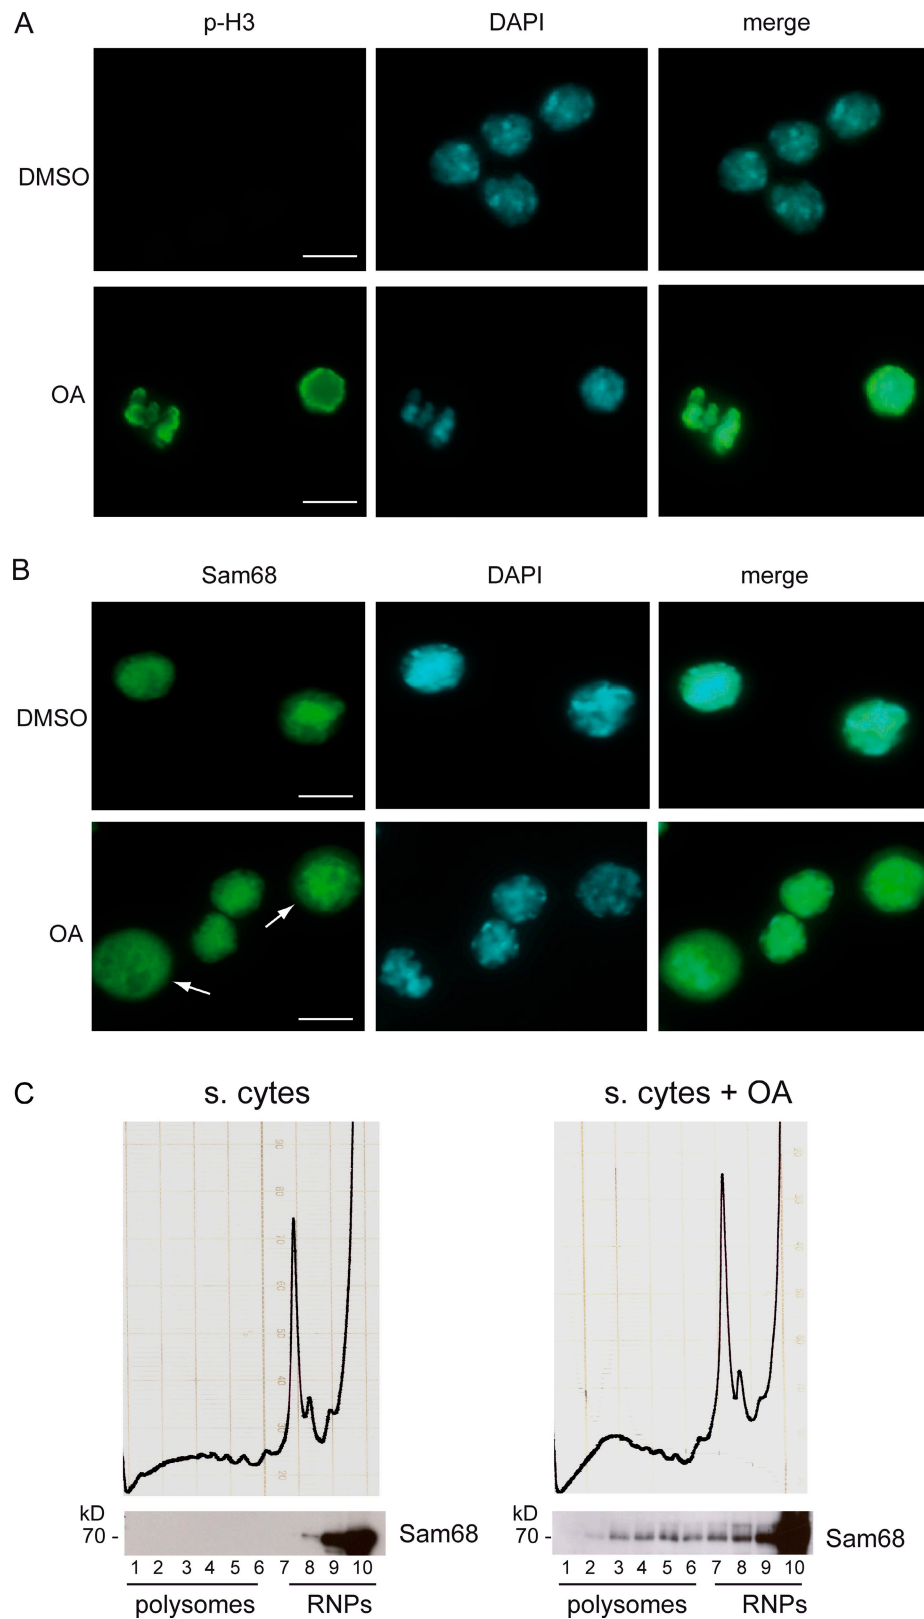 A
p-H3 DAPI merge
DMSO
OA
B
Sam68 DAPI merge
DMSO
OA
C
s. cytes s. cytes + OA
kD
70 - Sam68
1 2 3 4 5 6 7 8 9 10
polysomes RNPs
kD
70 - Sam68
1 2 3 4 5 6 7 8 9 10
polysomes RNPs